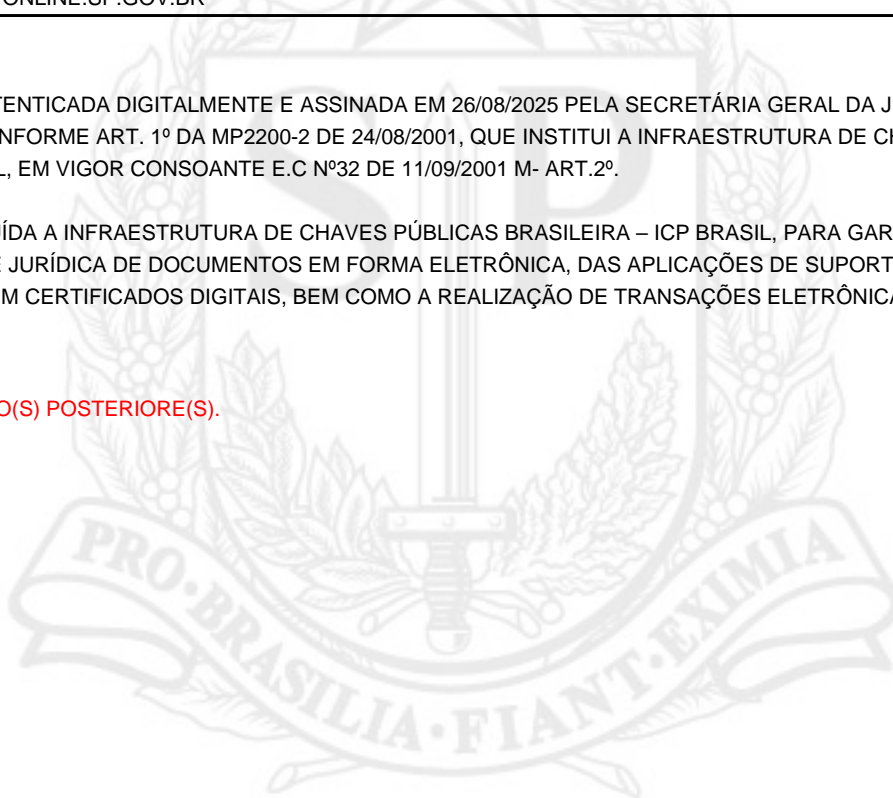 ONLINE.SP.GOV.BR
TENTICADA DIGITALMENTE E ASSINADA EM 26/08/2025 PELA SECRETÁRIA GERAL DA J
NFORME ART. 1º DA MP2200-2 DE 24/08/2001, QUE INSTITUI A INFRAESTRUTURA DE CH
L, EM VIGOR CONSOANTE E.C Nº32 DE 11/09/2001 M- ART.2º.
ÍDA A INFRAESTRUTURA DE CHAVES PÚBLICAS BRASILEIRA – ICP BRASIL, PARA GAR
E JURÍDICA DE DOCUMENTOS EM FORMA ELETRÔNICA, DAS APLICAÇÕES DE SUPORT
M CERTIFICADOS DIGITAIS, BEM COMO A REALIZAÇÃO DE TRANSAÇÕES ELETRÔNICA
O(S) POSTERIORE(S).
SP
PRO·BRASILIA·FIANT·EXIMIA